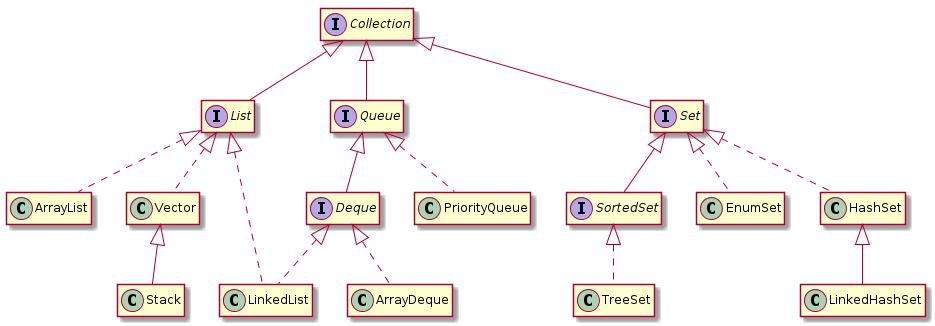 I Collection
I List
I Queue
I Set
C ArrayList
C Vector
I Deque
C PriorityQueue
I SortedSet
C EnumSet
C HashSet
C Stack
C LinkedList
C ArrayDeque
C TreeSet
C LinkedHashSet